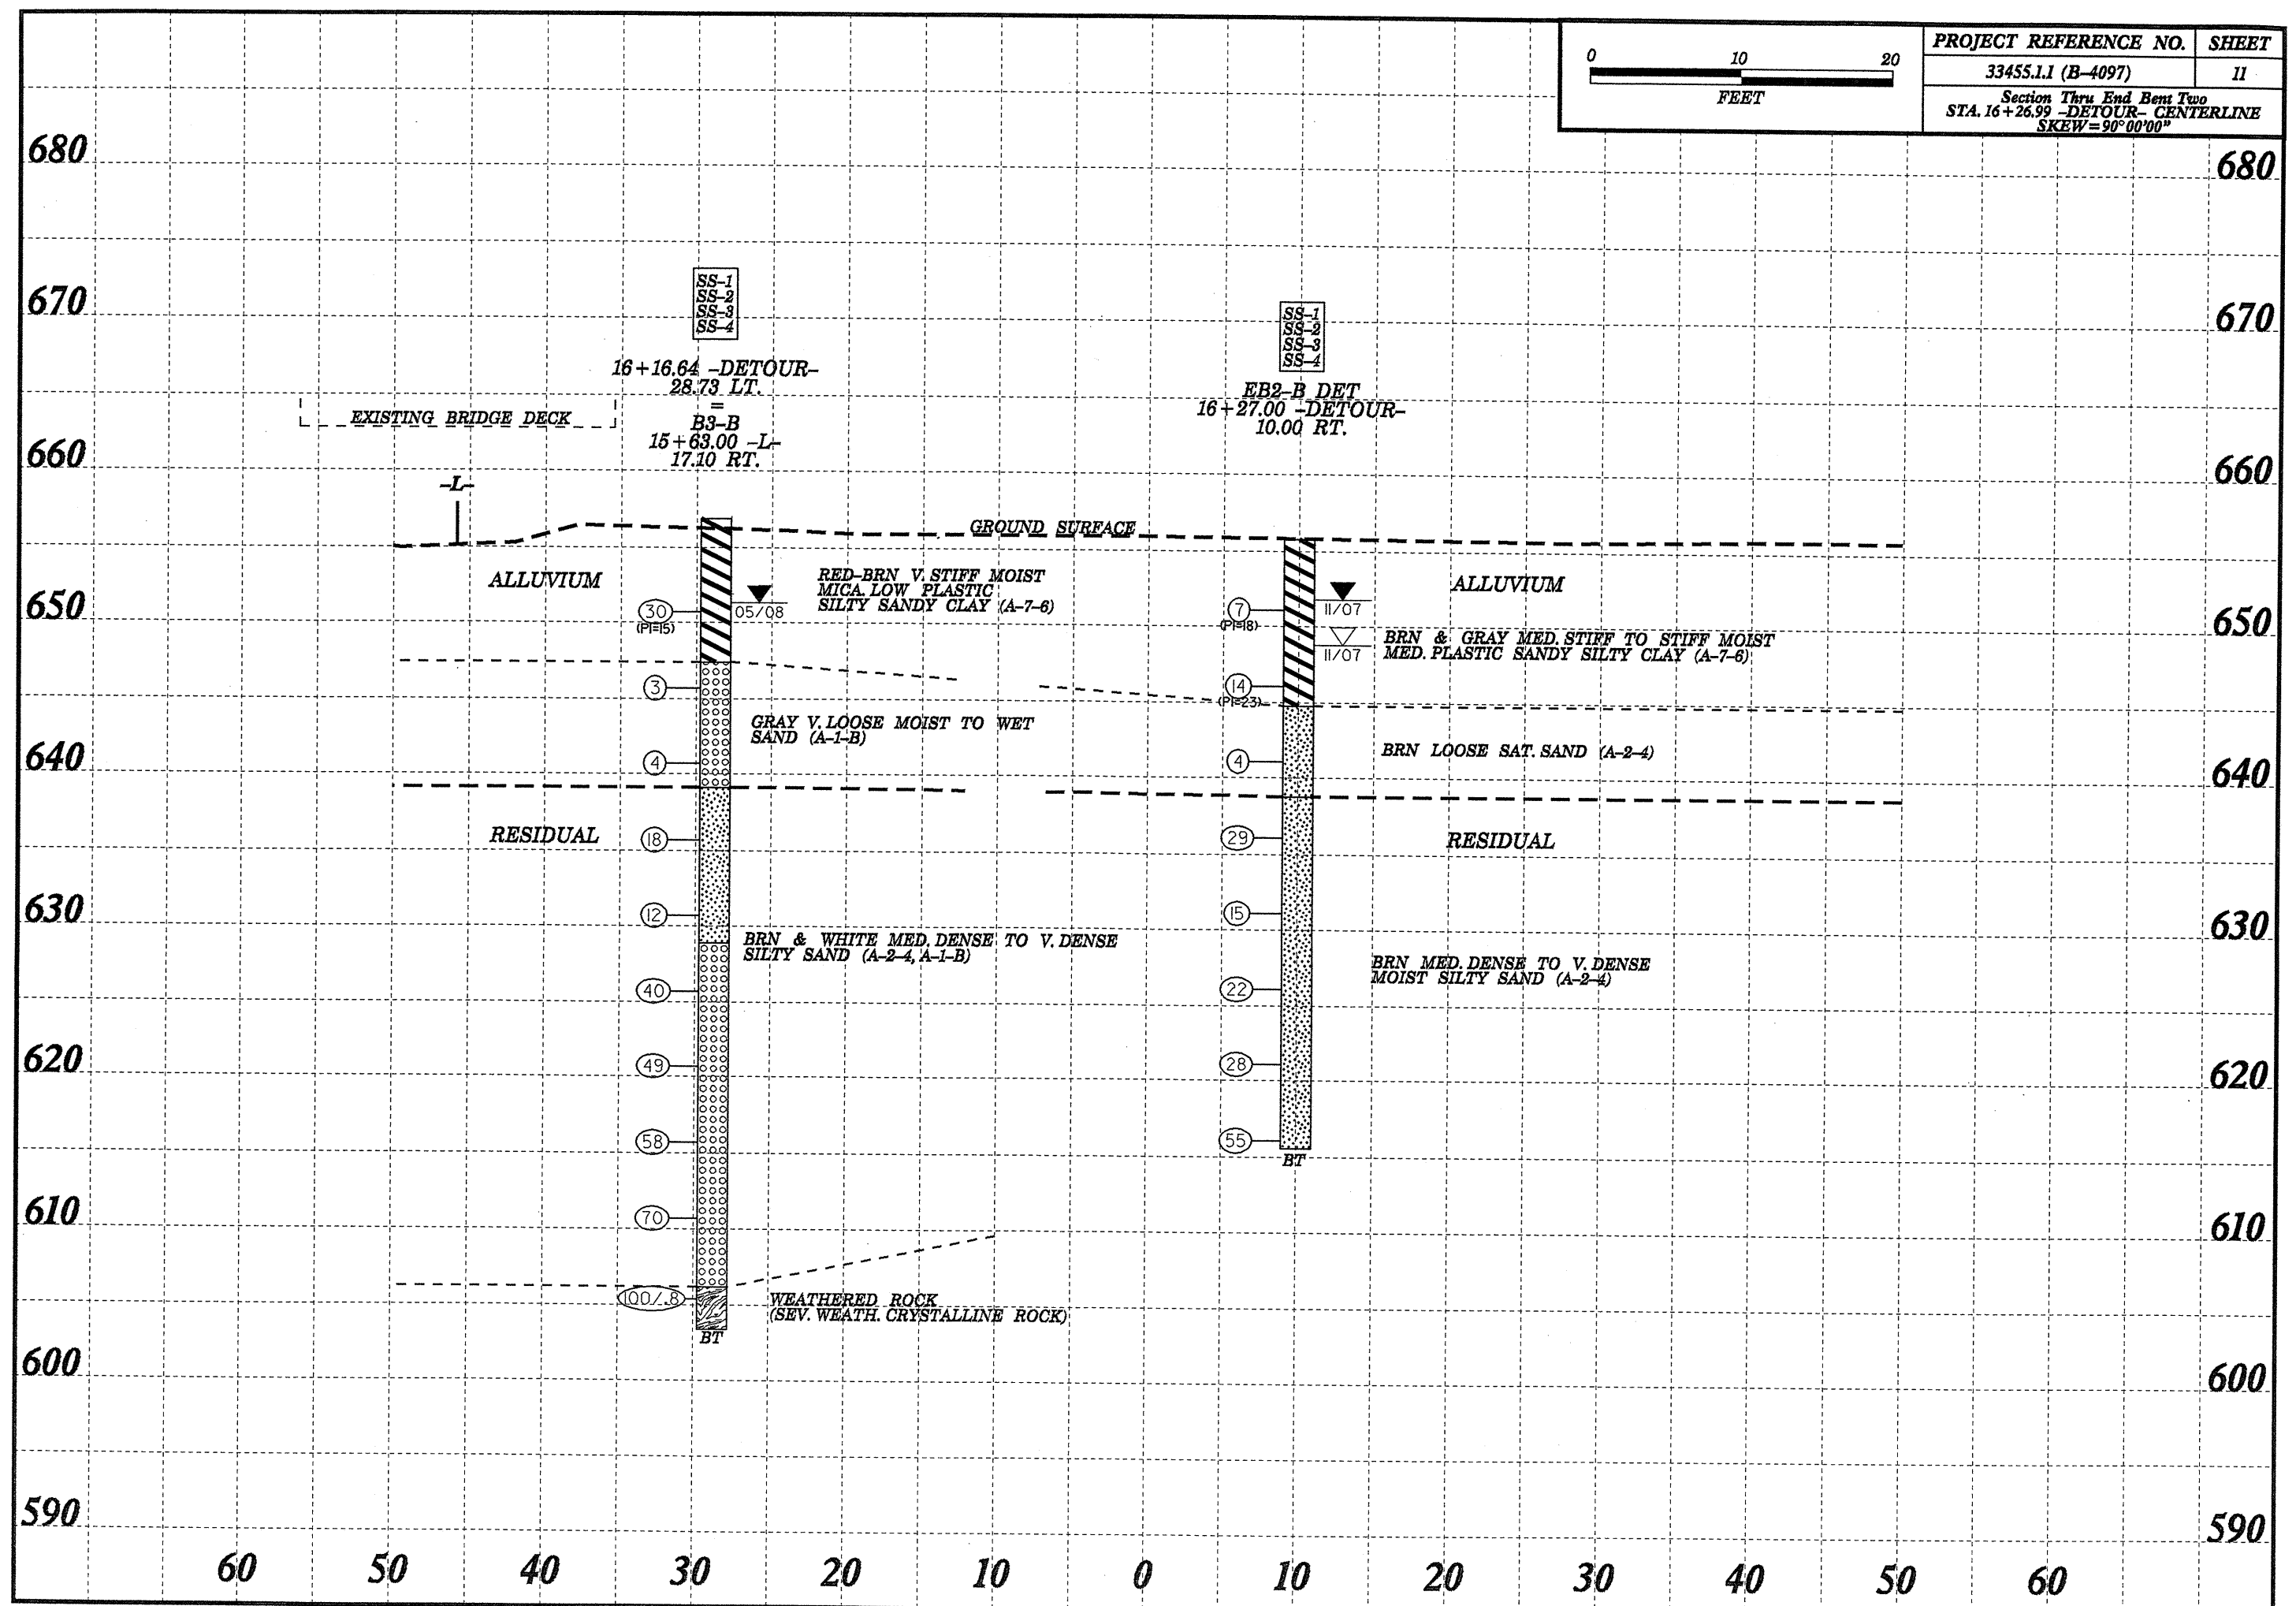 0 10 20
FEET
PROJECT REFERENCE NO. SHEET
33455.1.1 (B-4097) 11
Section Thru End Bent Two
STA. 16+26.99 -DETOUR- CENTERLINE
SKEW=90°00'00"
680 680
670 670
660 660
650 650
640 640
630 630
620 620
610 610
600 600
590 590
SS-1
SS-2
SS-3
SS-4
16+16.64 -DETOUR-
28.73 LT.
=
B3-B
15+63.00 -L-
17.10 RT.
SS-1
SS-2
SS-3
SS-4
EB2-B DET
16+27.00 -DETOUR-
10.00 RT.
EXISTING BRIDGE DECK
-L-
GROUND SURFACE
ALLUVIUM
30
(PI=15)
05/08
RED-BRN V. STIFF MOIST
MICA. LOW PLASTIC
SILTY SANDY CLAY (A-7-6)
3
GRAY V. LOOSE MOIST TO WET
SAND (A-1-B)
4
RESIDUAL
18
12
BRN & WHITE MED. DENSE TO V. DENSE
SILTY SAND (A-2-4, A-1-B)
40
49
58
70
100/.8
WEATHERED ROCK
(SEV. WEATH. CRYSTALLINE ROCK)
BT
ALLUVIUM
7
(PI=18)
11/07
11/07
BRN & GRAY MED. STIFF TO STIFF MOIST
MED. PLASTIC SANDY SILTY CLAY (A-7-6)
14
(PI=23)
4
BRN LOOSE SAT. SAND (A-2-4)
29
RESIDUAL
15
BRN MED. DENSE TO V. DENSE
MOIST SILTY SAND (A-2-4)
22
28
55
BT
60 50 40 30 20 10 0 10 20 30 40 50 60